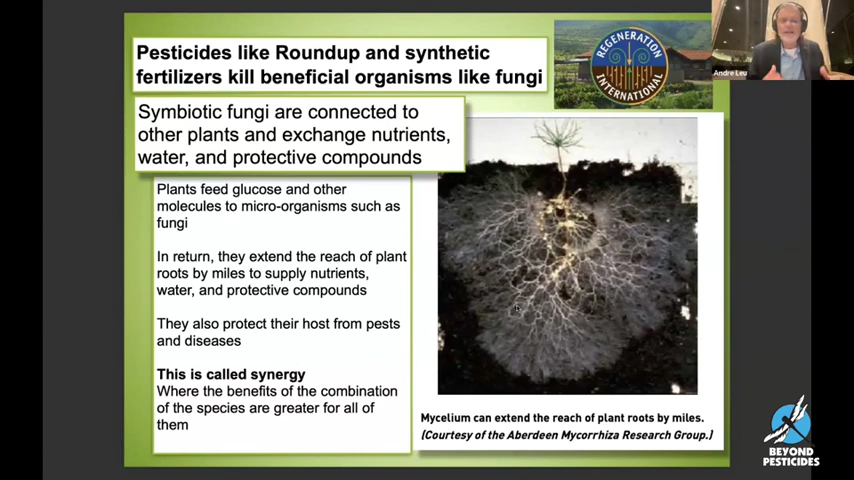 Pesticides like Roundup and synthetic
fertilizers kill beneficial organisms like fungi
REGENERATION
INTERNATIONAL
Andre Leu
Symbiotic fungi are connected to
other plants and exchange nutrients,
water, and protective compounds
Plants feed glucose and other
molecules to micro-organisms such as
fungi
In return, they extend the reach of plant
roots by miles to supply nutrients,
water, and protective compounds
They also protect their host from pests
and diseases
This is called synergy
Where the benefits of the combination
of the species are greater for all of
them
Mycelium can extend the reach of plant roots by miles.
(Courtesy of the Aberdeen Mycorrhiza Research Group.)
BEYOND
PESTICIDES